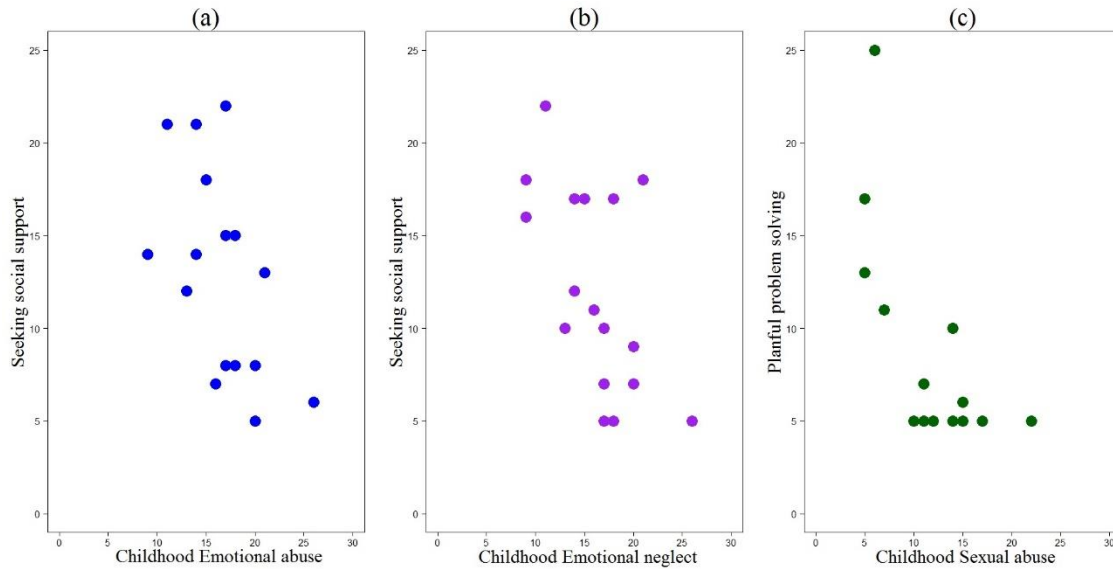 (a)
25
20
15
10
5
0
Seeking social support
0 5 10 15 20 25 30
Childhood Emotional abuse
(b)
25
20
15
10
5
0
Seeking social support
0 5 10 15 20 25 30
Childhood Emotional neglect
(c)
25
20
15
10
5
0
Planful problem solving
0 5 10 15 20 25 30
Childhood Sexual abuse